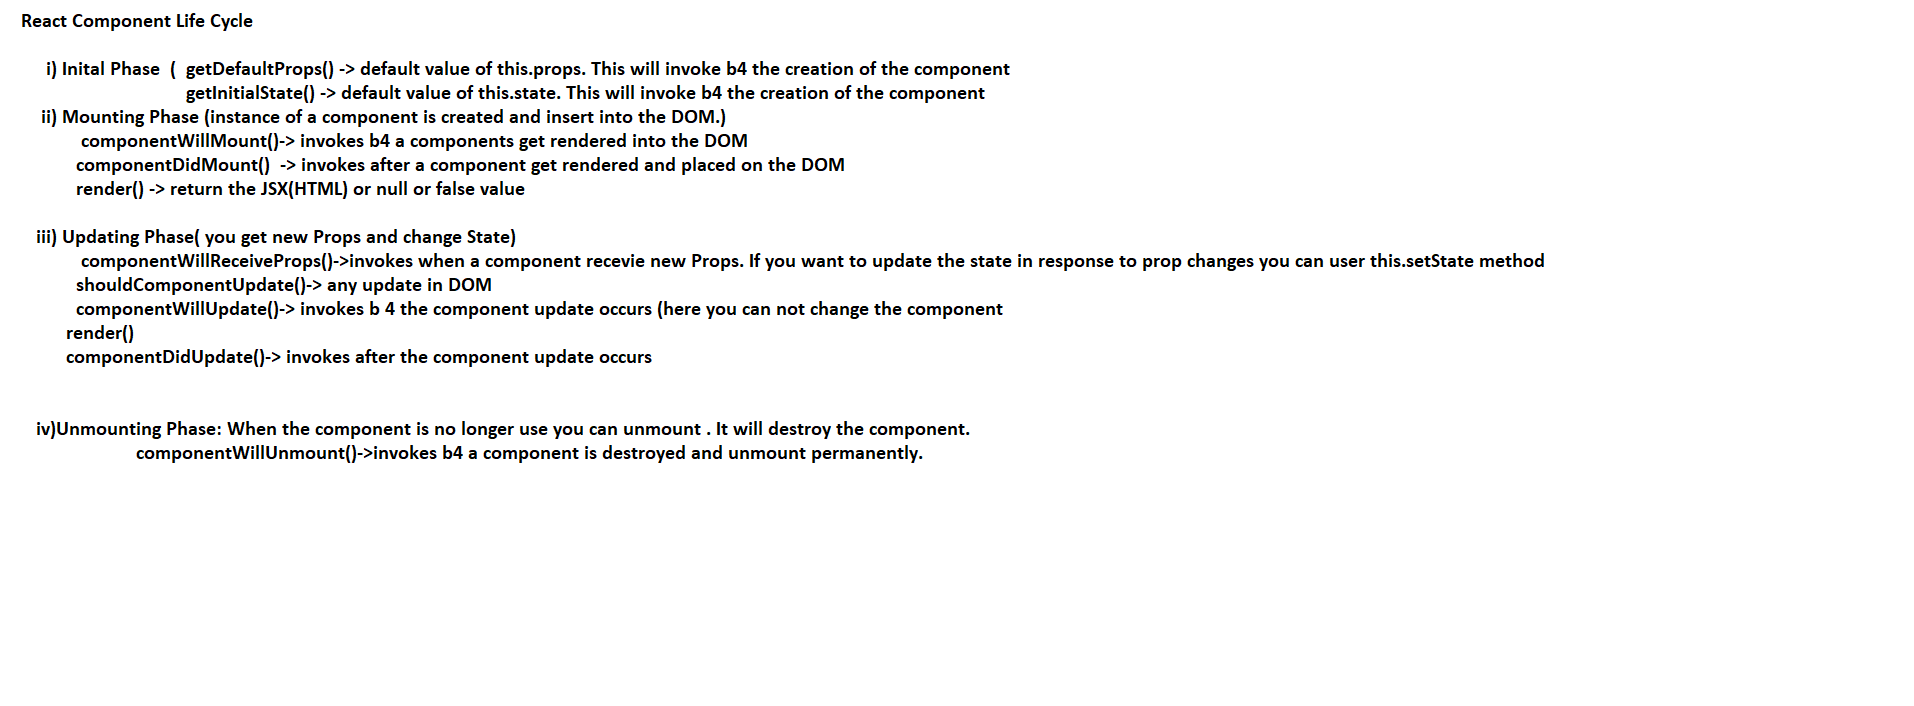 React Component Life Cycle
i) Inital Phase ( getDefaultProps() -> default value of this.props. This will invoke b4 the creation of the component
getInitialState() -> default value of this.state. This will invoke b4 the creation of the component
ii) Mounting Phase (instance of a component is created and insert into the DOM.)
componentWillMount()-> invokes b4 a components get rendered into the DOM
componentDidMount() -> invokes after a component get rendered and placed on the DOM
render() -> return the JSX(HTML) or null or false value
iii) Updating Phase( you get new Props and change State)
componentWillReceiveProps()->invokes when a component recevie new Props. If you want to update the state in response to prop changes you can user this.setState method
shouldComponentUpdate()-> any update in DOM
componentWillUpdate()-> invokes b 4 the component update occurs (here you can not change the component
render()
componentDidUpdate()-> invokes after the component update occurs
iv)Unmounting Phase: When the component is no longer use you can unmount . It will destroy the component.
componentWillUnmount()->invokes b4 a component is destroyed and unmount permanently.